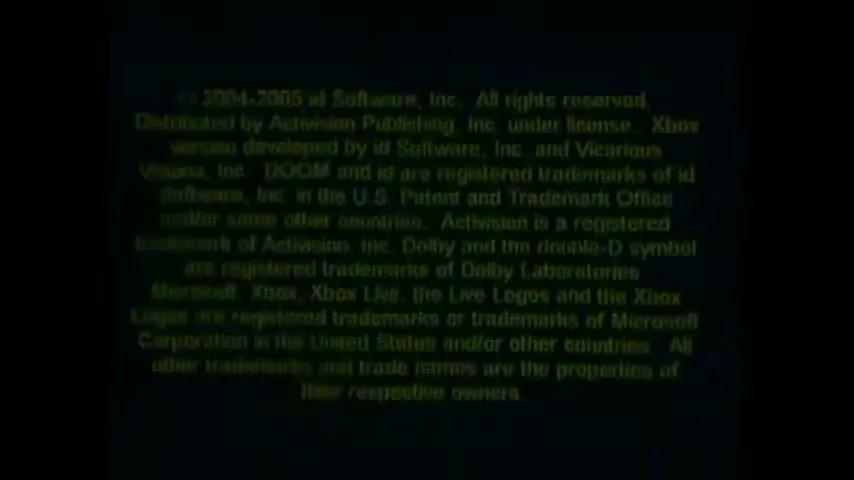 © 2004-2005 id Software, Inc. All rights reserved.
Distributed by Activision Publishing, Inc. under license. Xbox
version developed by id Software, Inc. and Vicarious
Visions, Inc. DOOM and id are registered trademarks of id
Software, Inc. in the U.S. Patent and Trademark Office
and/or some other countries. Activision is a registered
trademark of Activision, Inc. Dolby and the double-D symbol
are registered trademarks of Dolby Laboratories.
Microsoft, Xbox, Xbox Live, the Live Logos and the Xbox
Logos are registered trademarks or trademarks of Microsoft
Corporation in the United States and/or other countries. All
other trademarks and trade names are the properties of
their respective owners.